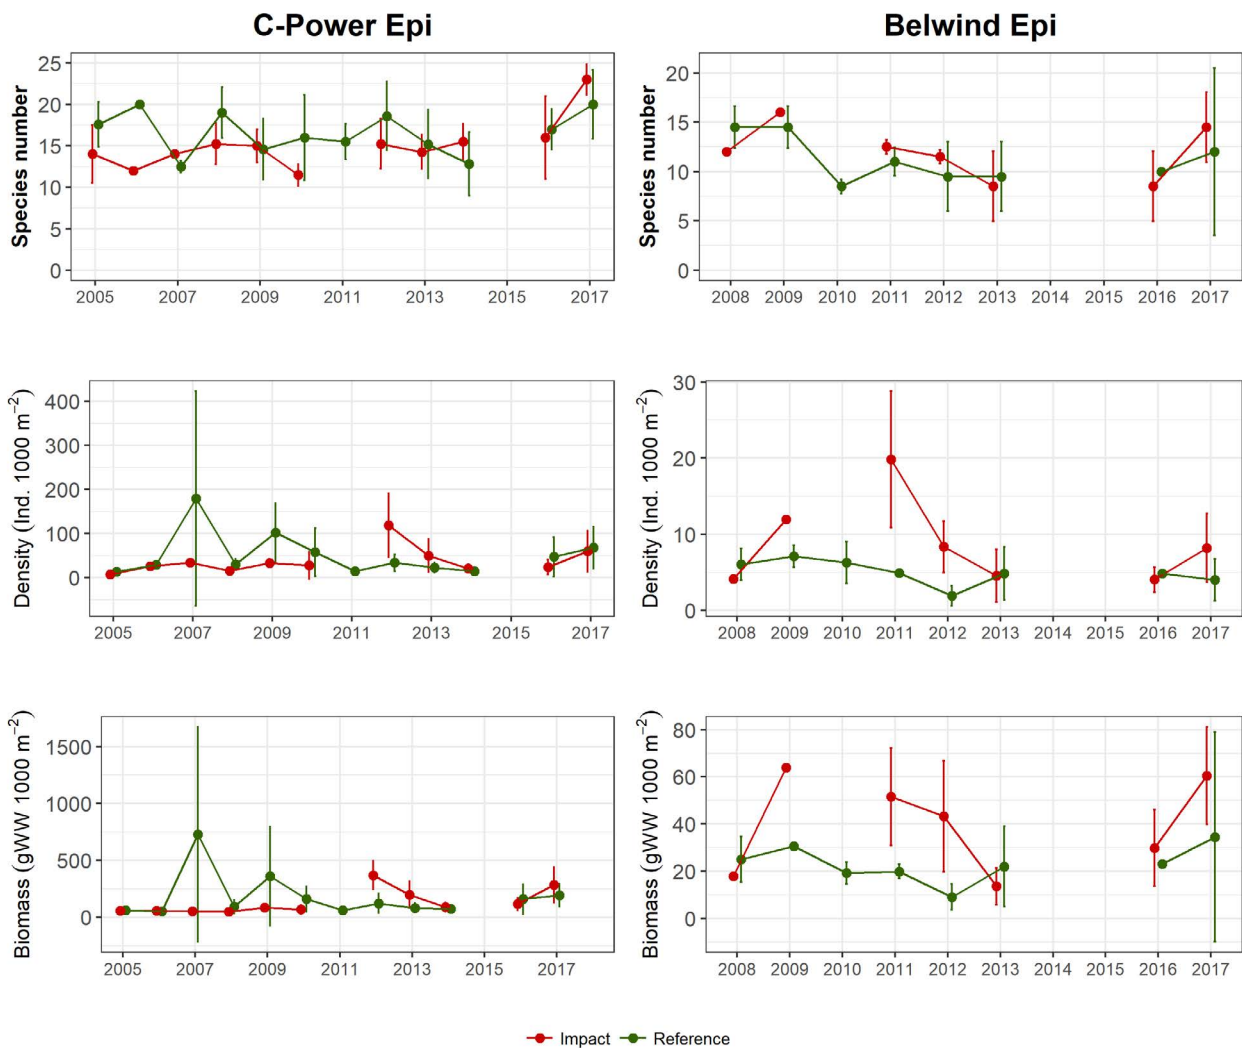 C-Power Epi
Belwind Epi
Species number
25
20
15
10
5
0
2005 2007 2009 2011 2013 2015 2017
Species number
20
15
10
5
0
2008 2009 2010 2011 2012 2013 2014 2015 2016 2017
Density (Ind. 1000 m⁻²)
400
300
200
100
0
2005 2007 2009 2011 2013 2015 2017
Density (Ind. 1000 m⁻²)
30
20
10
0
2008 2009 2010 2011 2012 2013 2014 2015 2016 2017
Biomass (gWW 1000 m⁻²)
1500
1000
500
0
2005 2007 2009 2011 2013 2015 2017
Biomass (gWW 1000 m⁻²)
80
60
40
20
0
2008 2009 2010 2011 2012 2013 2014 2015 2016 2017
Impact Reference